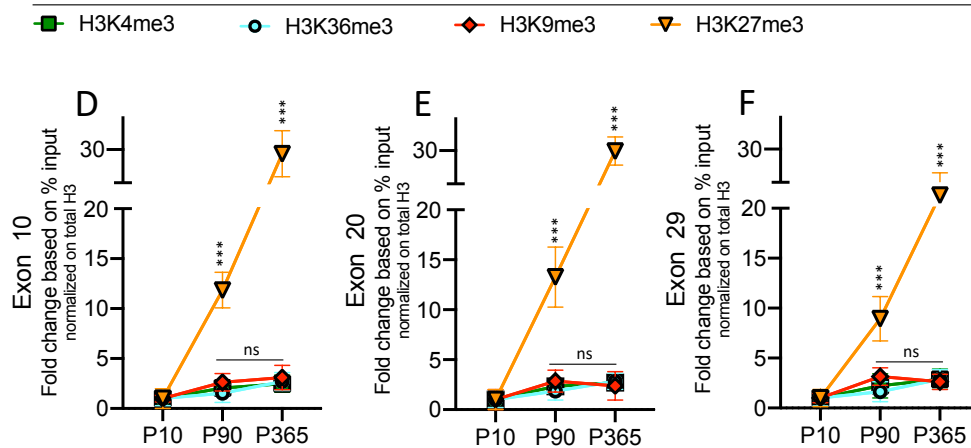 H3K4me3 H3K36me3 H3K9me3 H3K27me3
D
Exon 10
Fold change based on % input
normalized on total H3
30
20
15
10
5
0
***
***
ns
P10 P90 P365
E
Exon 20
Fold change based on % input
normalized on total H3
30
20
15
10
5
0
***
***
ns
P10 P90 P365
F
Exon 29
Fold change based on % input
normalized on total H3
30
20
15
10
5
0
***
***
ns
P10 P90 P365